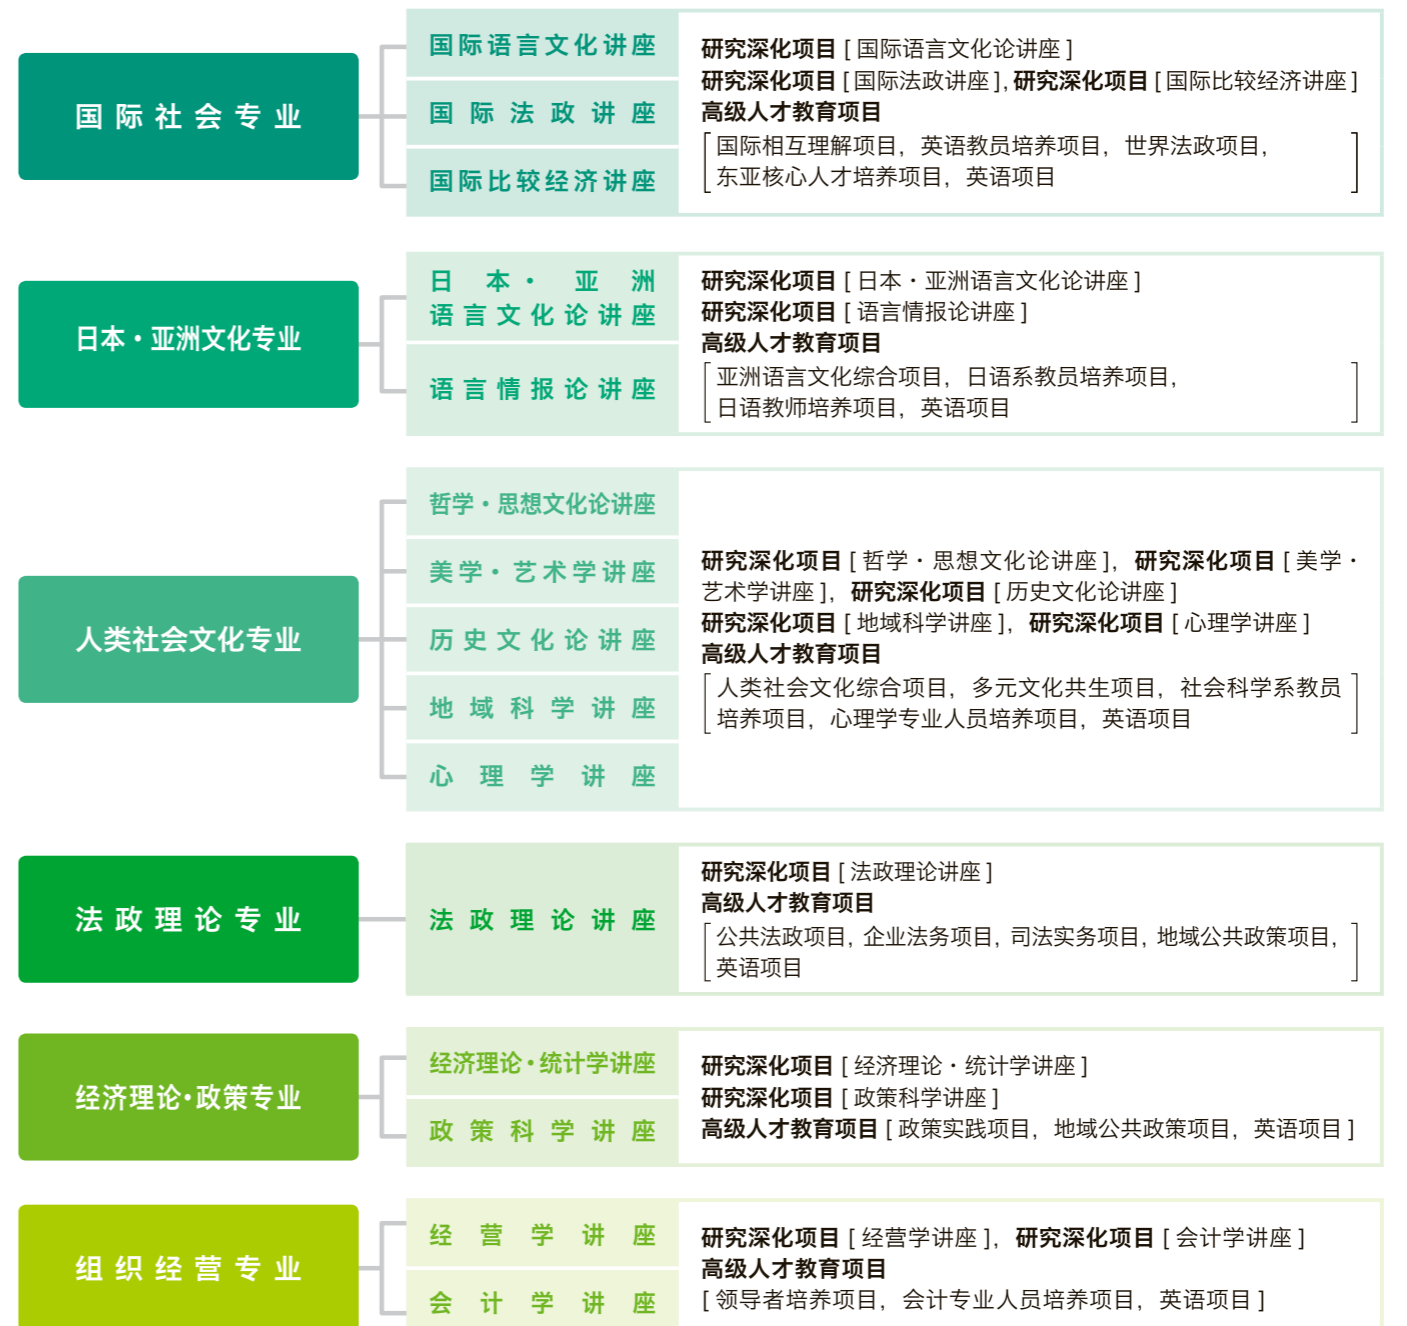 国际社会专业
国际语言文化讲座
国际法政讲座
国际比较经济讲座
研究深化项目 [ 国际语言文化论讲座 ]
研究深化项目 [ 国际法政讲座 ], 研究深化项目 [ 国际比较经济讲座 ]
高级人才教育项目
国际相互理解项目，英语教员培养项目，世界法政项目，
东亚核心人才培养项目，英语项目
日本・亚洲文化专业
日本・亚洲
语言文化论讲座
语言情报论讲座
研究深化项目 [ 日本・亚洲语言文化论讲座 ]
研究深化项目 [ 语言情报论讲座 ]
高级人才教育项目
亚洲语言文化综合项目，日语系教员培养项目，
日语教师培养项目，英语项目
人类社会文化专业
哲学・思想文化论讲座
美学・艺术学讲座
历史文化论讲座
地域科学讲座
心理学讲座
研究深化项目 [ 哲学・思想文化论讲座 ]，研究深化项目 [ 美学・
艺术学讲座 ]，研究深化项目 [ 历史文化论讲座 ]
研究深化项目 [ 地域科学讲座 ]，研究深化项目 [ 心理学讲座 ]
高级人才教育项目
人类社会文化综合项目，多元文化共生项目，社会科学系教员
培养项目，心理学专业人员培养项目，英语项目
法政理论专业
法政理论讲座
研究深化项目 [ 法政理论讲座 ]
高级人才教育项目
公共法政项目, 企业法务项目, 司法实务项目, 地域公共政策项目,
英语项目
经济理论・政策专业
经济理论・统计学讲座
政策科学讲座
研究深化项目 [ 经济理论・统计学讲座 ]
研究深化项目 [ 政策科学讲座 ]
高级人才教育项目 [ 政策实践项目，地域公共政策项目，英语项目 ]
组织经营专业
经营学讲座
会计学讲座
研究深化项目 [ 经营学讲座 ]，研究深化项目 [ 会计学讲座 ]
高级人才教育项目
[ 领导者培养项目，会计专业人员培养项目，英语项目 ]